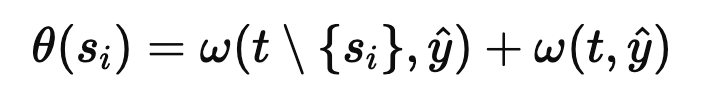 θ(sᵢ) = ω(t \ {sᵢ}, ŷ) + ω(t, ŷ)